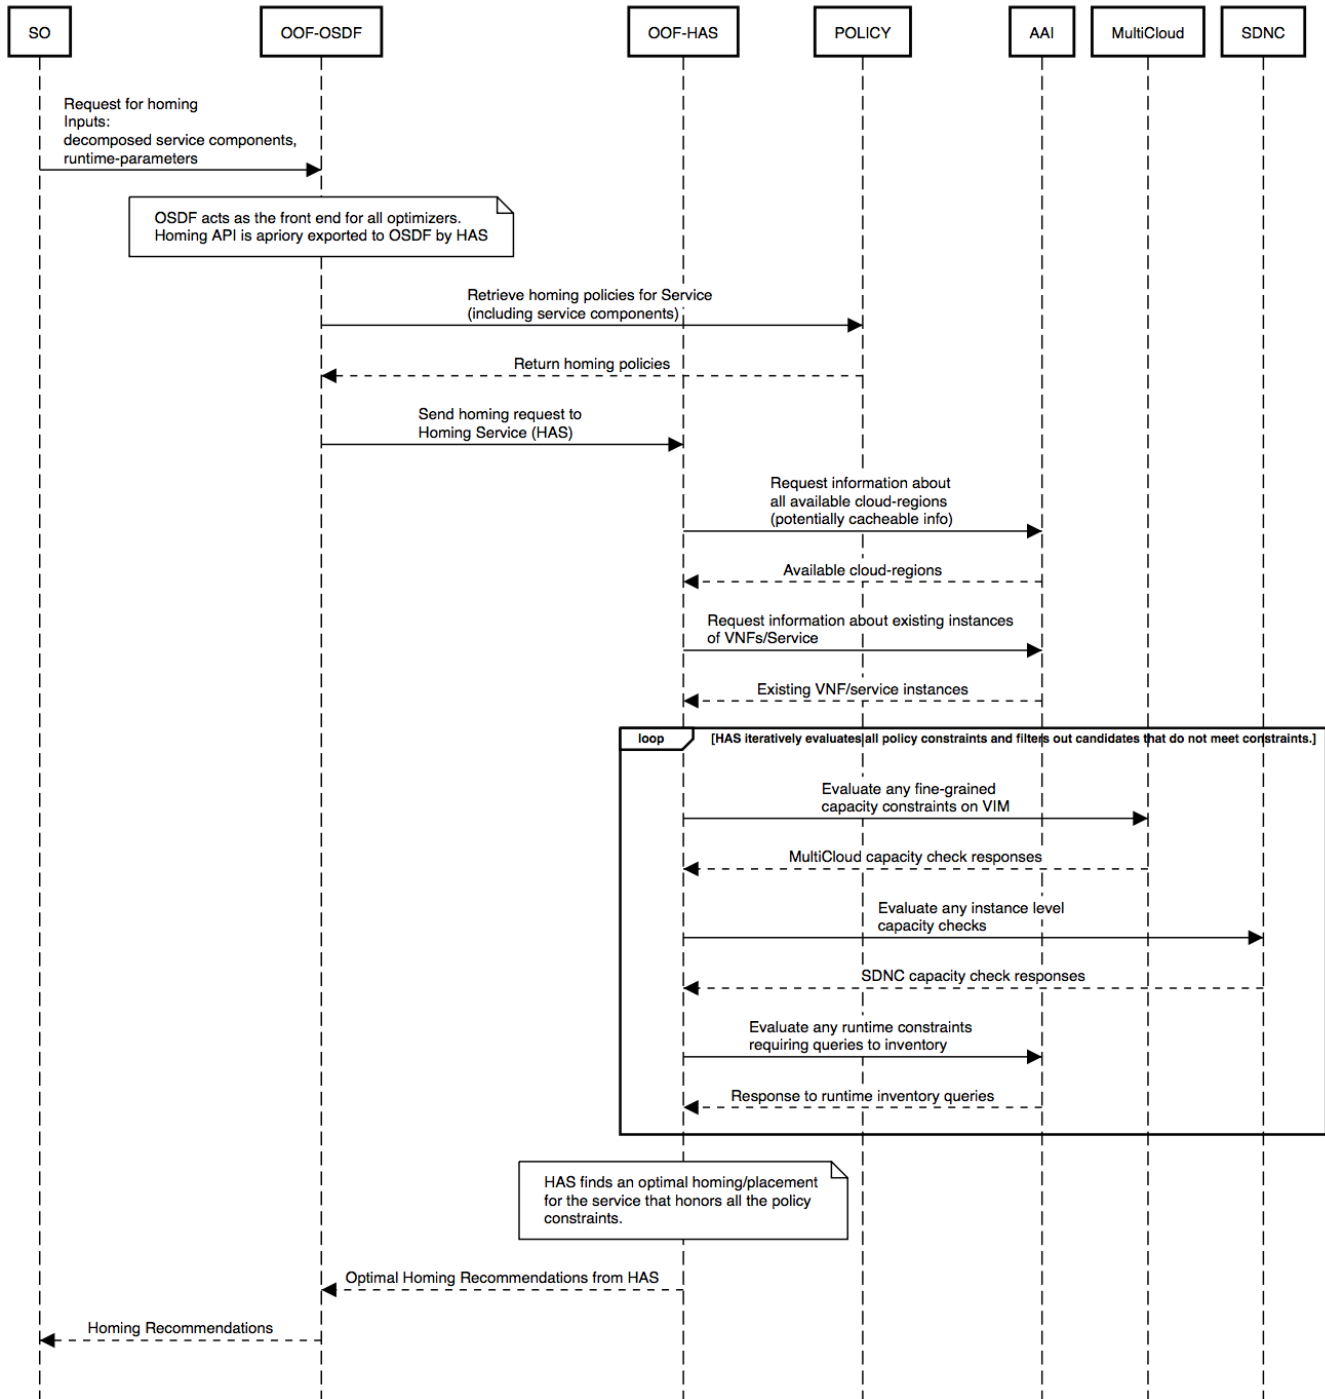 SO
OOF-OSDF
OOF-HAS
POLICY
AAI
MultiCloud
SDNC
Request for homing
Inputs:
decomposed service components,
runtime-parameters
OSDF acts as the front end for all optimizers.
Homing API is apriory exported to OSDF by HAS
Retrieve homing policies for Service
(including service components)
Return homing policies
Send homing request to
Homing Service (HAS)
Request information about
all available cloud-regions
(potentially cacheable info)
Available cloud-regions
Request information about existing instances
of VNFs/Service
Existing VNF/service instances
loop
[HAS iteratively evaluates all policy constraints and filters out candidates that do not meet constraints.]
Evaluate any fine-grained
capacity constraints on VIM
MultiCloud capacity check responses
Evaluate any instance level
capacity checks
SDNC capacity check responses
Evaluate any runtime constraints
requiring queries to inventory
Response to runtime inventory queries
HAS finds an optimal homing/placement
for the service that honors all the policy
constraints.
Optimal Homing Recommendations from HAS
Homing Recommendations